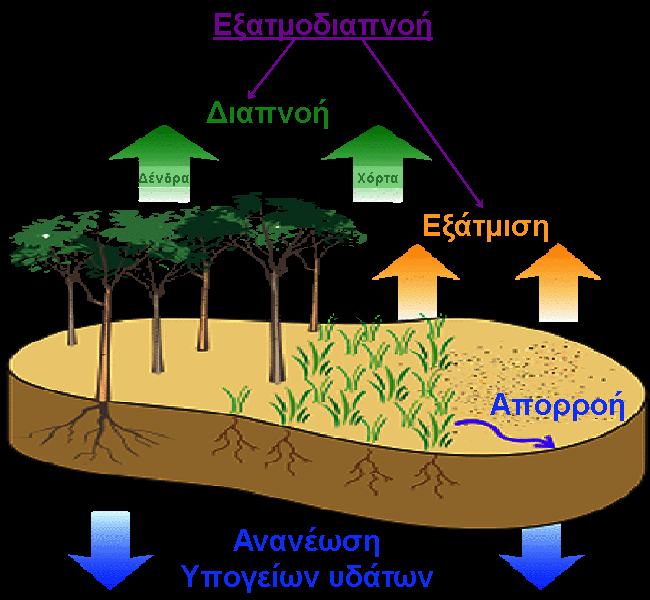 Εξατμοδιαπνοή
Διαπνοή
Δένδρα
Χόρτα
Εξάτμιση
Απορροή
Ανανέωση
Υπογείων υδάτων